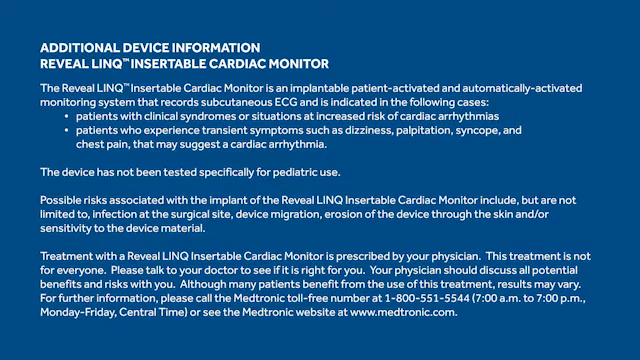 ADDITIONAL DEVICE INFORMATION
REVEAL LINQ™ INSERTABLE CARDIAC MONITOR
The Reveal LINQ™ Insertable Cardiac Monitor is an implantable patient-activated and automatically-activated
monitoring system that records subcutaneous ECG and is indicated in the following cases:
• patients with clinical syndromes or situations at increased risk of cardiac arrhythmias
• patients who experience transient symptoms such as dizziness, palpitation, syncope, and
chest pain, that may suggest a cardiac arrhythmia.
The device has not been tested specifically for pediatric use.
Possible risks associated with the implant of the Reveal LINQ Insertable Cardiac Monitor include, but are not
limited to, infection at the surgical site, device migration, erosion of the device through the skin and/or
sensitivity to the device material.
Treatment with a Reveal LINQ Insertable Cardiac Monitor is prescribed by your physician. This treatment is not
for everyone. Please talk to your doctor to see if it is right for you. Your physician should discuss all potential
benefits and risks with you. Although many patients benefit from the use of this treatment, results may vary.
For further information, please call the Medtronic toll-free number at 1-800-551-5544 (7:00 a.m. to 7:00 p.m.,
Monday-Friday, Central Time) or see the Medtronic website at www.medtronic.com.